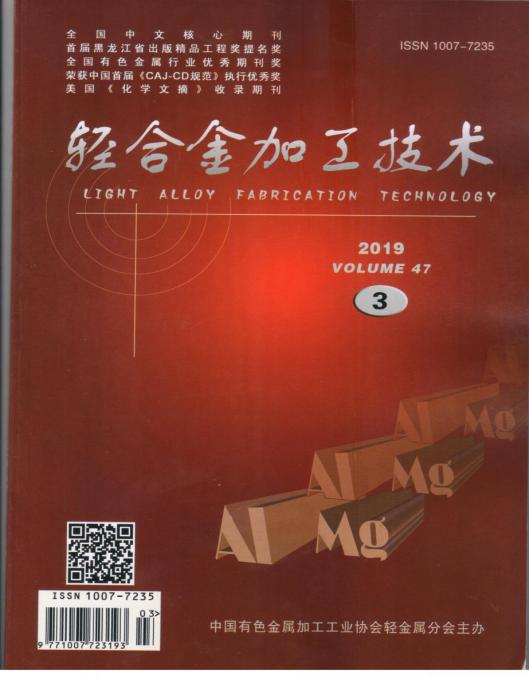 全国中文核心期刊
首届黑龙江省出版精品工程奖提名奖
全国有色金属行业优秀期刊奖
荣获中国首届《CAJ-CD规范》执行优秀奖
美国《化学文摘》收录期刊
ISSN 1007-7235
轻合金加工技术
LIGHT ALLOY FABRICATION TECHNOLOGY
2019
VOLUME 47
3
Al Mg
Al Mg
Al Mg
ISSN 1007-7235
03>
9 771007 723193
中国有色金属加工工业协会轻金属分会主办